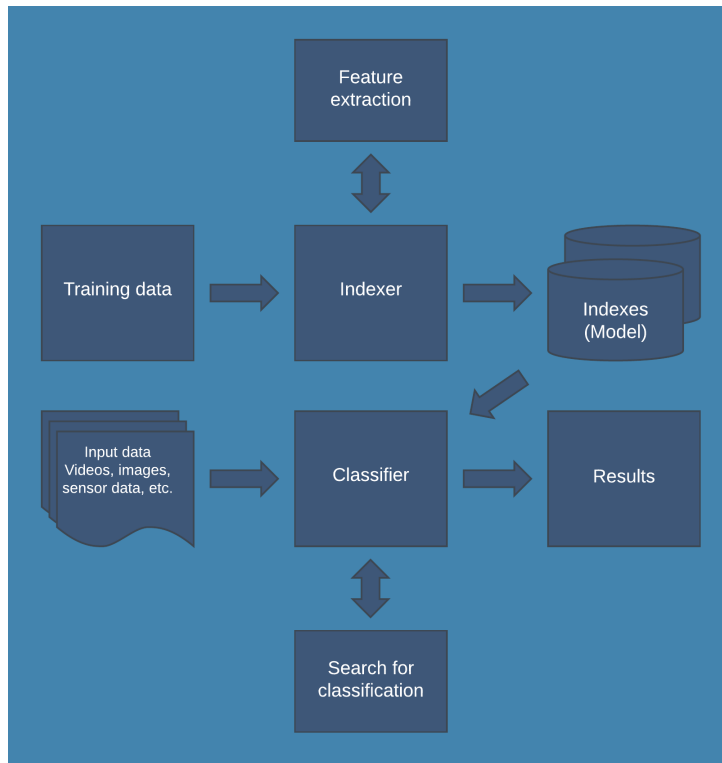 Feature
extraction
Training data
Indexer
Indexes
(Model)
Input data
Videos, images,
sensor data, etc.
Classifier
Results
Search for
classification